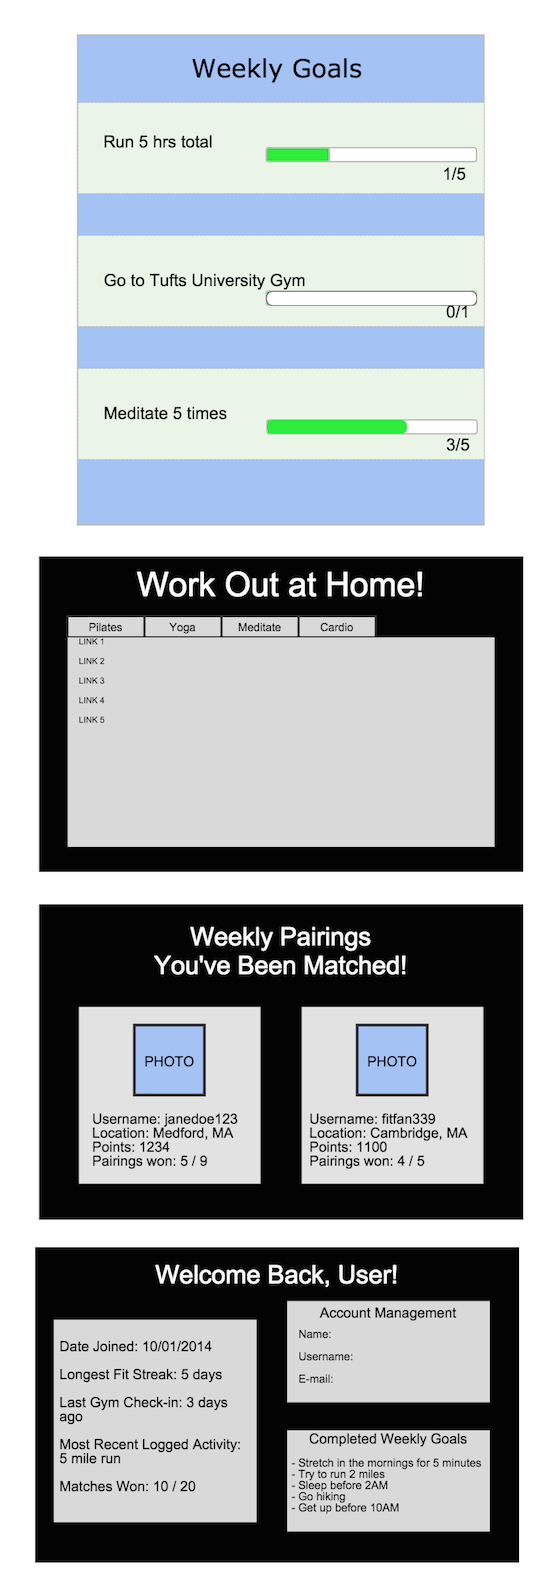 Weekly Goals
Run 5 hrs total
1/5
Go to Tufts University Gym
0/1
Meditate 5 times
3/5
Work Out at Home!
Pilates Yoga Meditate Cardio
LINK 1
LINK 2
LINK 3
LINK 4
LINK 5
Weekly Pairings
You've Been Matched!
PHOTO
Username: janedoe123
Location: Medford, MA
Points: 1234
Pairings won: 5 / 9
PHOTO
Username: fitfan339
Location: Cambridge, MA
Points: 1100
Pairings won: 4 / 5
Welcome Back, User!
Date Joined: 10/01/2014
Longest Fit Streak: 5 days
Last Gym Check-in: 3 days
ago
Most Recent Logged Activity:
5 mile run
Matches Won: 10 / 20
Account Management
Name:
Username:
E-mail:
Completed Weekly Goals
- Stretch in the mornings for 5 minutes
- Try to run 2 miles
- Sleep before 2AM
- Go hiking
- Get up before 10AM